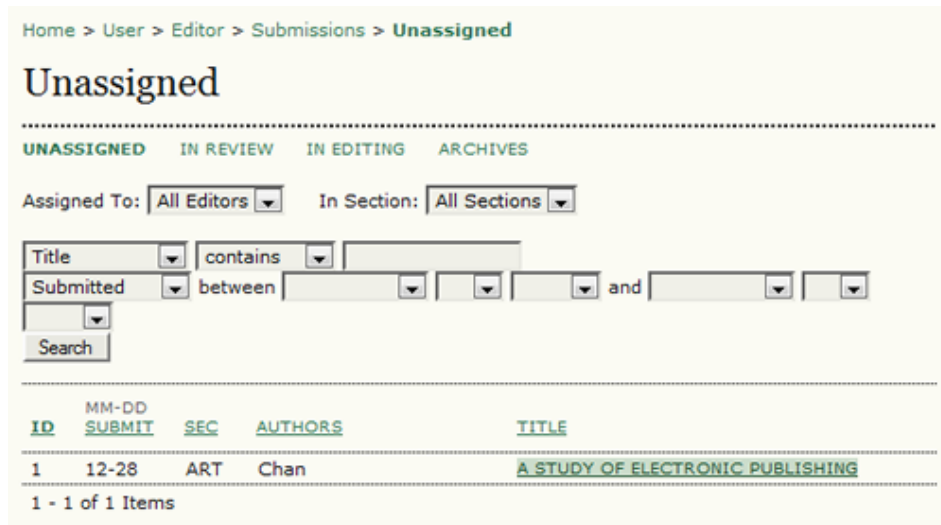 Home > User > Editor > Submissions > Unassigned
Unassigned
UNASSIGNED IN REVIEW IN EDITING ARCHIVES
Assigned To: All Editors In Section: All Sections
Title contains
Submitted between and
Search
MM-DD
ID SUBMIT SEC AUTHORS TITLE
1 12-28 ART Chan A STUDY OF ELECTRONIC PUBLISHING
1 - 1 of 1 Items